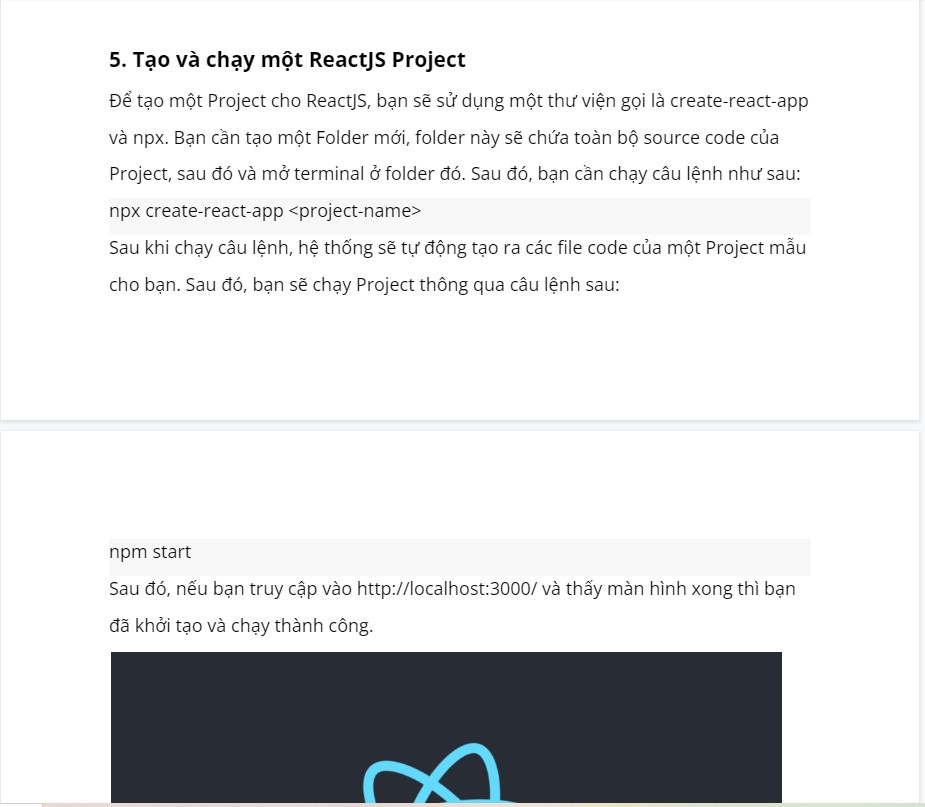 5. Tạo và chạy một ReactJS Project
Để tạo một Project cho ReactJS, bạn sẽ sử dụng một thư viện gọi là create-react-app
và npx. Bạn cần tạo một Folder mới, folder này sẽ chứa toàn bộ source code của
Project, sau đó và mở terminal ở folder đó. Sau đó, bạn cần chạy câu lệnh như sau:
npx create-react-app <project-name>
Sau khi chạy câu lệnh, hệ thống sẽ tự động tạo ra các file code của một Project mẫu
cho bạn. Sau đó, bạn sẽ chạy Project thông qua câu lệnh sau:
npm start
Sau đó, nếu bạn truy cập vào http://localhost:3000/ và thấy màn hình xong thì bạn
đã khởi tạo và chạy thành công.